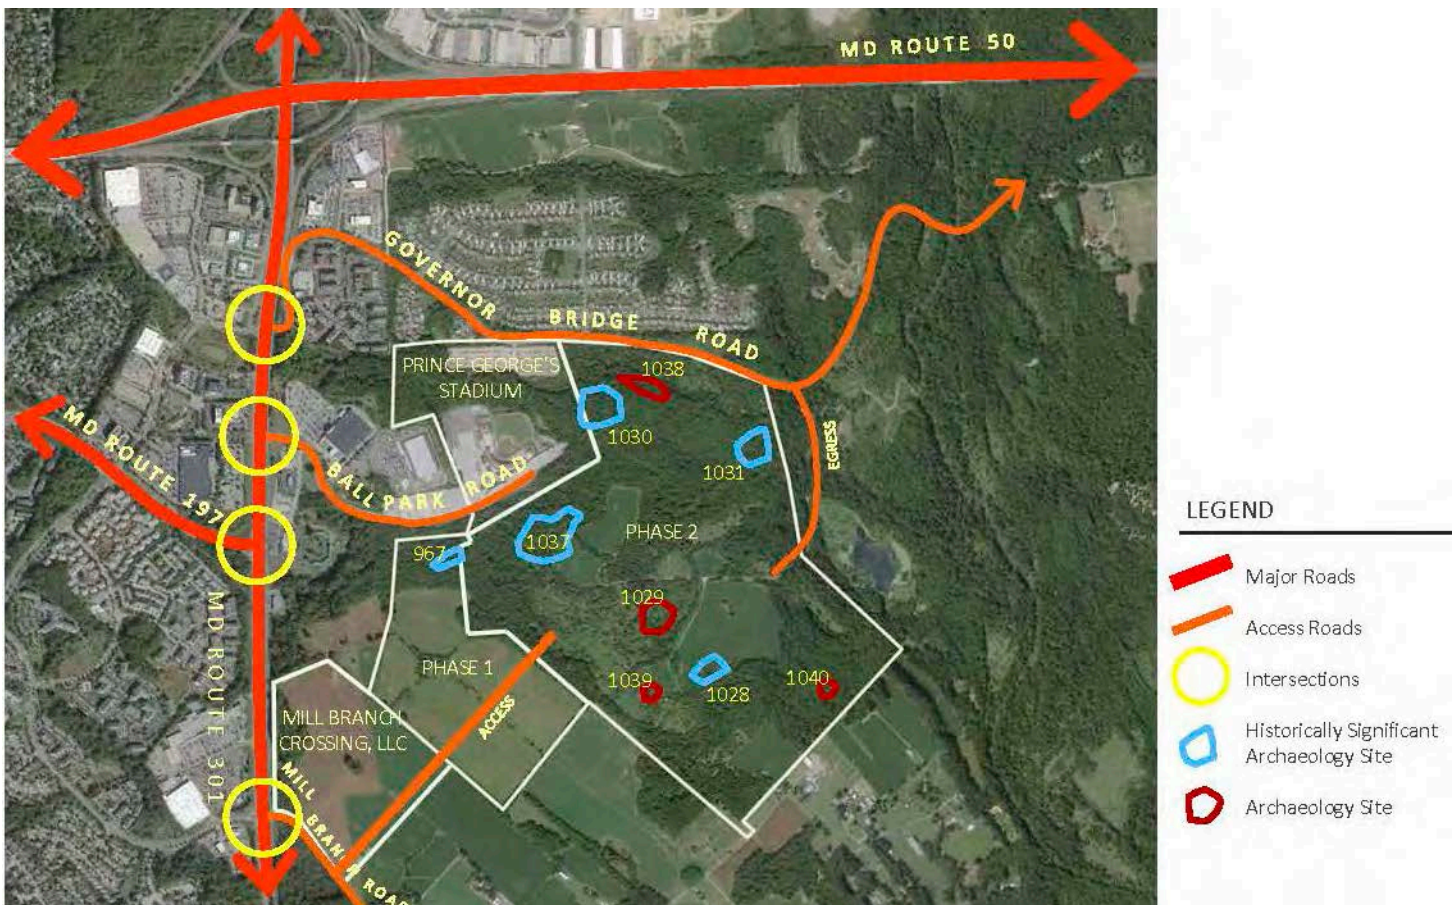 MD ROUTE 50
GOVERNOR
BRIDGE
ROAD
PRINCE GEORGE'S
STADIUM
1038
1030
1031
EGRESS
MD ROUTE 197
BALL PARK ROAD
967
1037
PHASE 2
1029
MD ROUTE 301
PHASE 1
1039
1028
1040
ACCESS
MILL BRANCH
CROSSING, LLC
MILL BRANCH ROAD
LEGEND
Major Roads
Access Roads
Intersections
Historically Significant
Archaeology Site
Archaeology Site